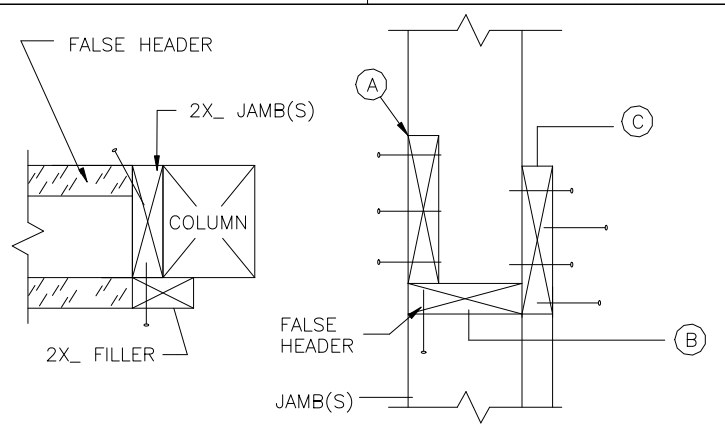 FALSE HEADER
2X_ JAMB(S)
COLUMN
2X_ FILLER
A
C
FALSE
HEADER
B
JAMB(S)